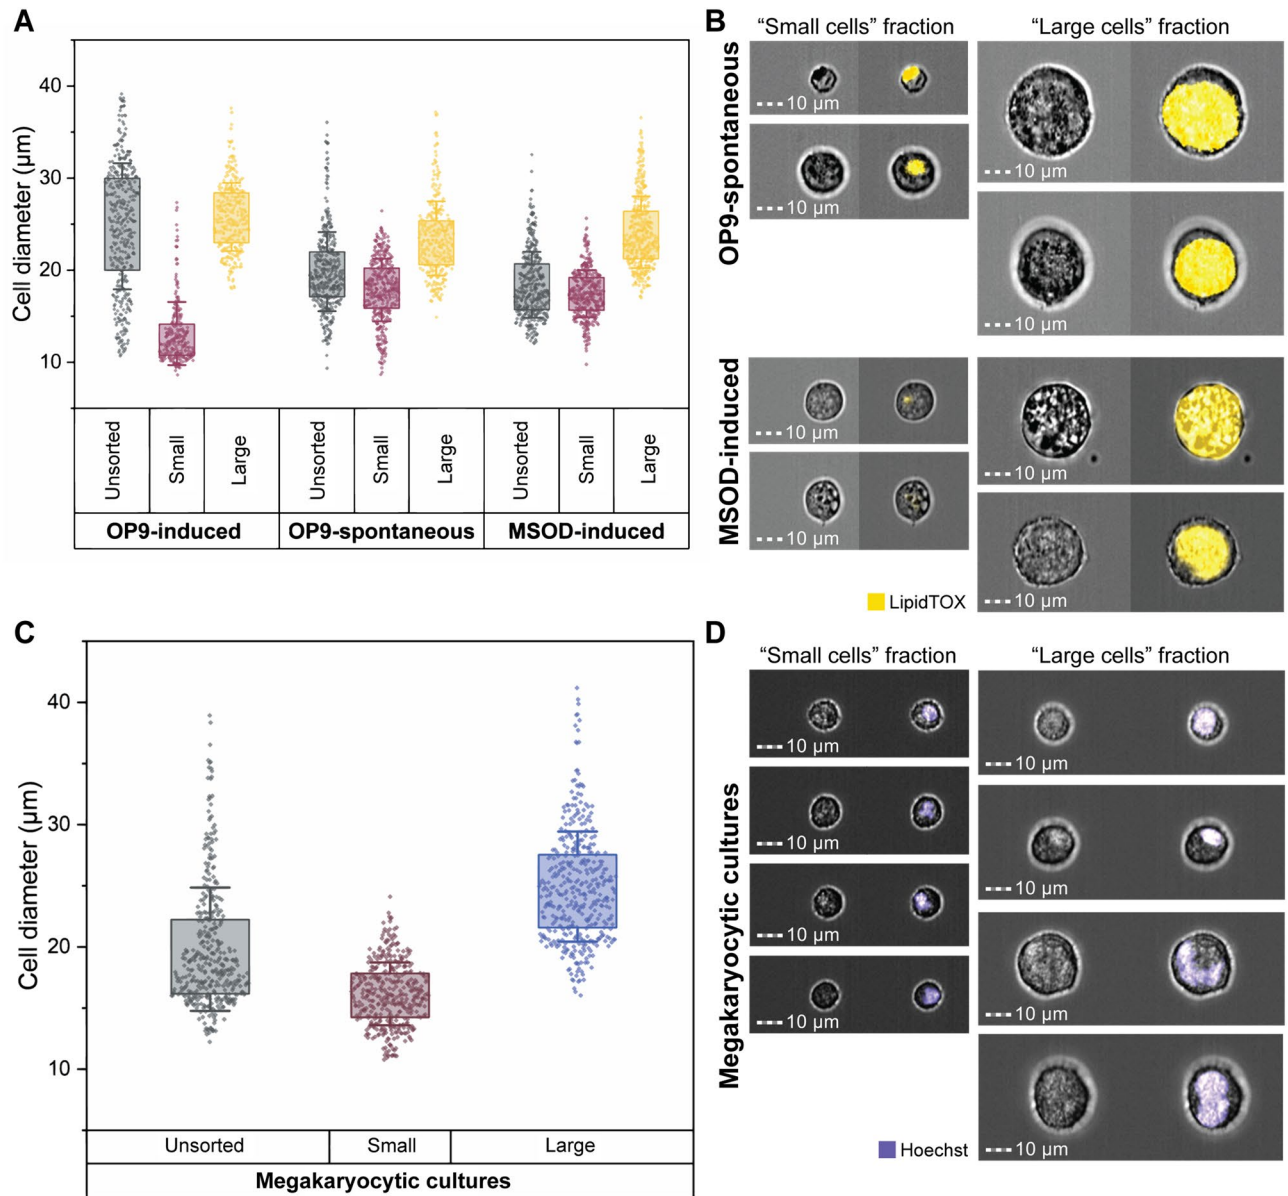 A
Cell diameter (µm)
40
30
20
10
Unsorted
Small
Large
Unsorted
Small
Large
Unsorted
Small
Large
OP9-induced
OP9-spontaneous
MSOD-induced
B
“Small cells” fraction
“Large cells” fraction
OP9-spontaneous
10 µm
10 µm
10 µm
10 µm
MSOD-induced
10 µm
10 µm
10 µm
10 µm
LipidTOX
C
Cell diameter (µm)
40
30
20
10
Unsorted
Small
Large
Megakaryocytic cultures
D
“Small cells” fraction
“Large cells” fraction
Megakaryocytic cultures
10 µm
10 µm
10 µm
10 µm
10 µm
10 µm
10 µm
10 µm
Hoechst